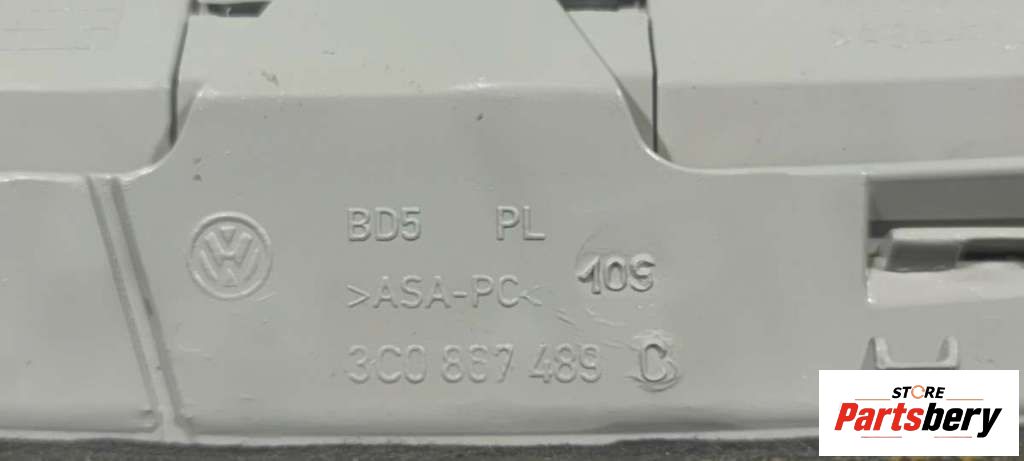 BD5 PL
>ASA-PC< 109
3C0 867 489 C
STORE
Partsbery